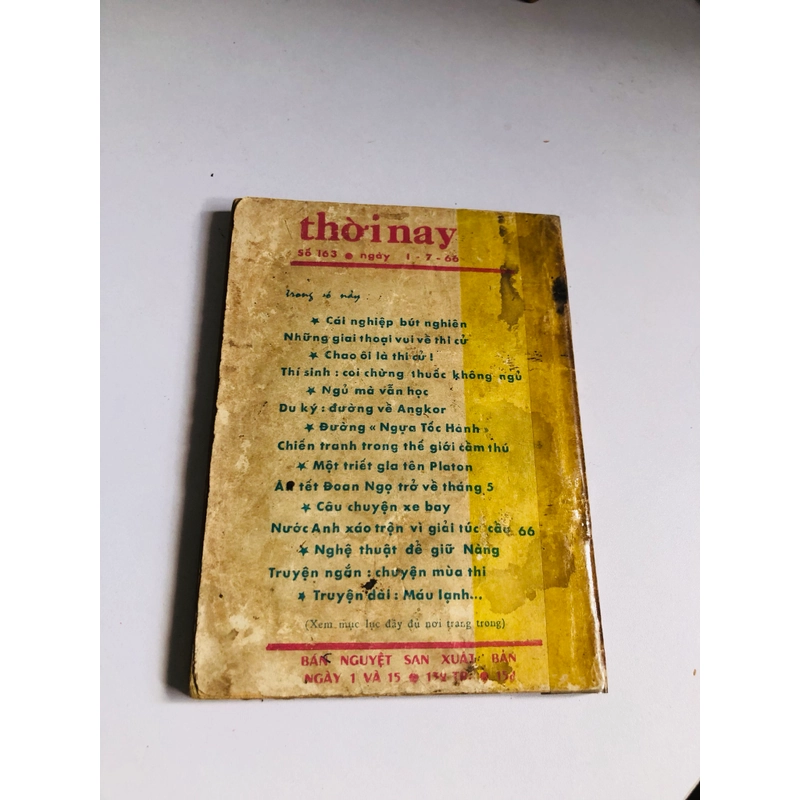 thờinay
Số 163 • ngày 1 - 7 - 66
trong số này :
★ Cái nghiệp bút nghiên
Những giai thoại vui về thi cử
★ Chao ôi là thi cử !
Thí sinh : coi chừng thuốc không ngủ
★ Ngủ mà vẫn học
Du ký : đường về Angkor
★ Đường « Ngựa Tốc Hành »
Chiến tranh trong thế giới cầm thú
★ Một triết gia tên Platon
tết Đoan Ngọ trở về tháng 5
★ Câu chuyện xe bay
Nước Anh xáo trộn vì giải túc cầu 66
★ Nghệ thuật để giữ Nàng
Truyện ngắn : chuyện mùa thi
★ Truyện dài : Máu lạnh...
(Xem mục lục đầy đủ nơi trang trong)
BÁN NGUYỆT SAN XUẤT BẢN
NGÀY 1 VÀ 15 • 15đ